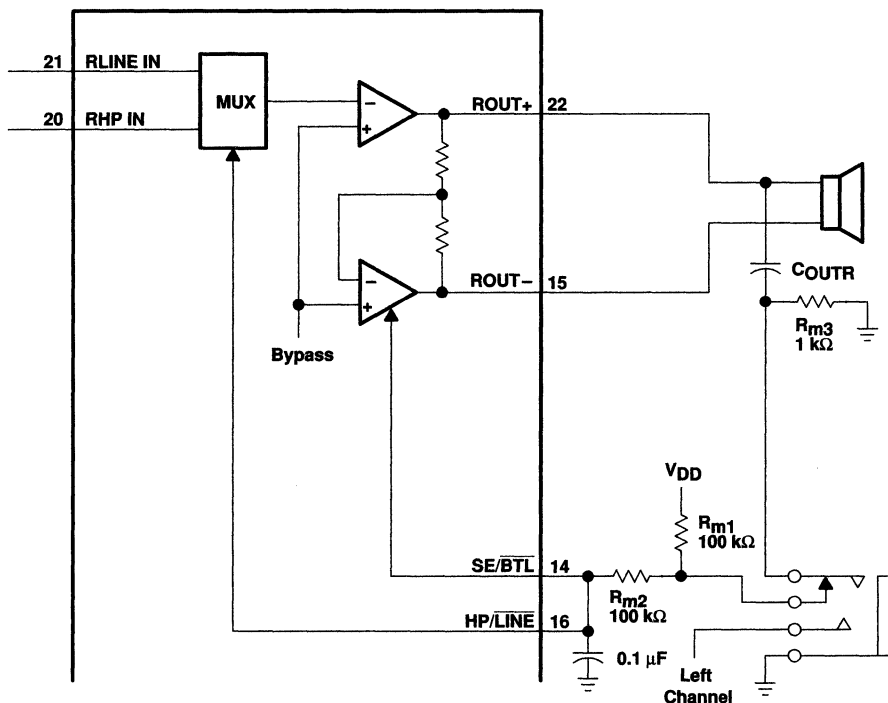 21 RLINE IN
MUX
20 RHP IN
ROUT+ 22
−
+
−
+
ROUT− 15
Bypass
COUTR
Rm3
1 kΩ
VDD
Rm1
100 kΩ
SE/BTL 14
Rm2
100 kΩ
HP/LINE 16
0.1 μF
Left
Channel